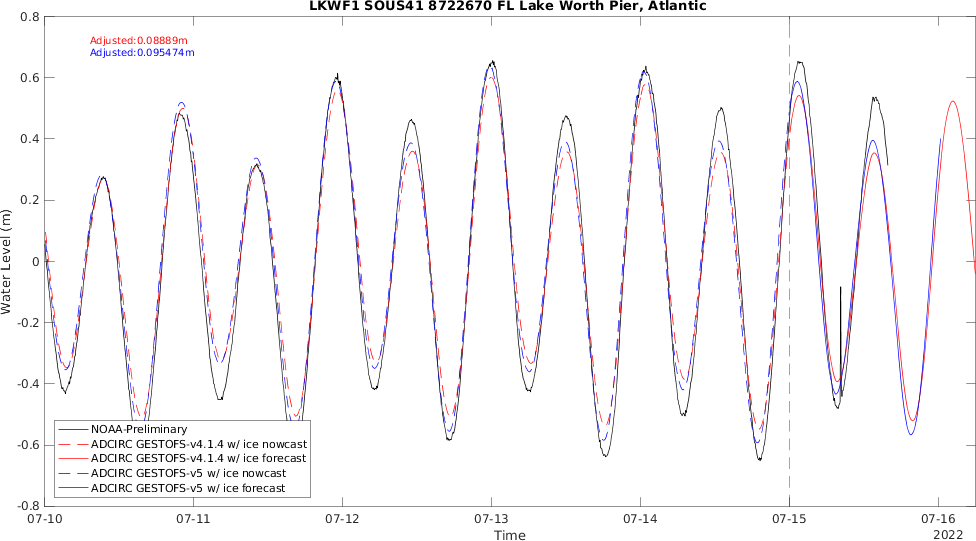 LKWF1 SOUS41 8722670 FL Lake Worth Pier, Atlantic
Adjusted:0.08889m
Adjusted:0.095474m
0.8
0.6
0.4
0.2
0
-0.2
-0.4
-0.6
-0.8
Water Level (m)
NOAA-Preliminary
ADCIRC GESTOFS-v4.1.4 w/ ice nowcast
ADCIRC GESTOFS-v4.1.4 w/ ice forecast
ADCIRC GESTOFS-v5 w/ ice nowcast
ADCIRC GESTOFS-v5 w/ ice forecast
07-10 07-11 07-12 07-13 07-14 07-15 07-16
Time
2022